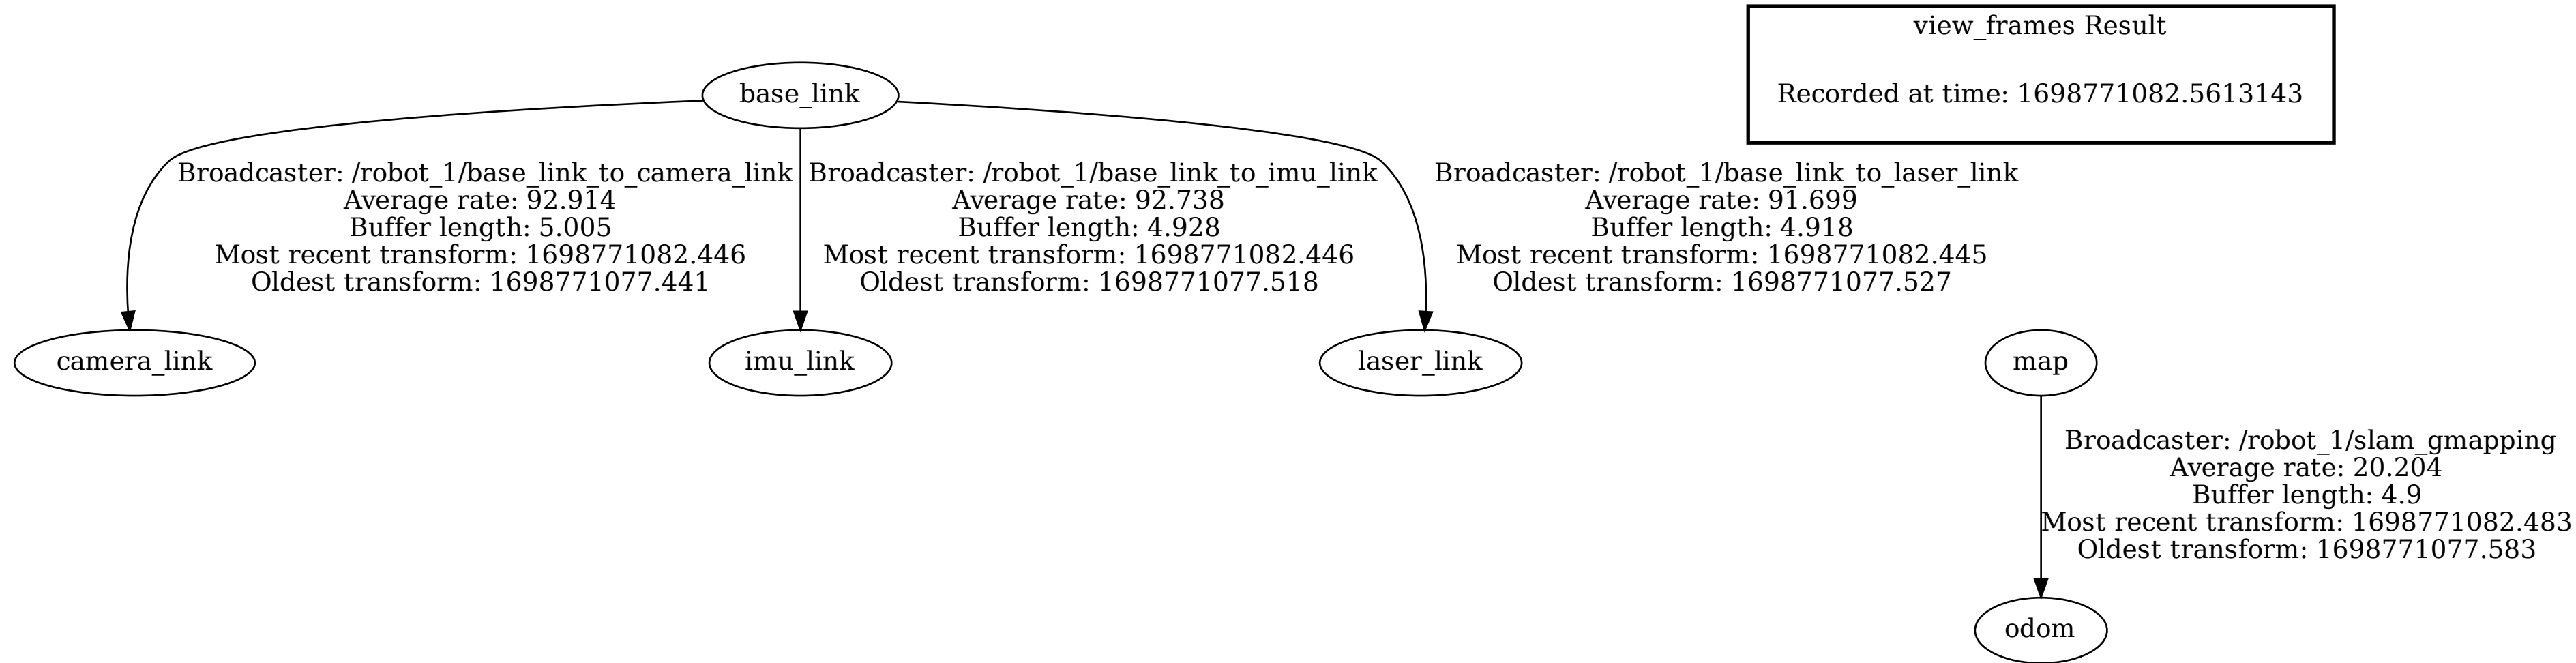 view_frames Result
Recorded at time: 1698771082.5613143
base_link
Broadcaster: /robot_1/base_link_to_camera_link
Average rate: 92.914
Buffer length: 5.005
Most recent transform: 1698771082.446
Oldest transform: 1698771077.441
Broadcaster: /robot_1/base_link_to_imu_link
Average rate: 92.738
Buffer length: 4.928
Most recent transform: 1698771082.446
Oldest transform: 1698771077.518
Broadcaster: /robot_1/base_link_to_laser_link
Average rate: 91.699
Buffer length: 4.918
Most recent transform: 1698771082.445
Oldest transform: 1698771077.527
camera_link
imu_link
laser_link
map
Broadcaster: /robot_1/slam_gmapping
Average rate: 20.204
Buffer length: 4.9
Most recent transform: 1698771082.483
Oldest transform: 1698771077.583
odom